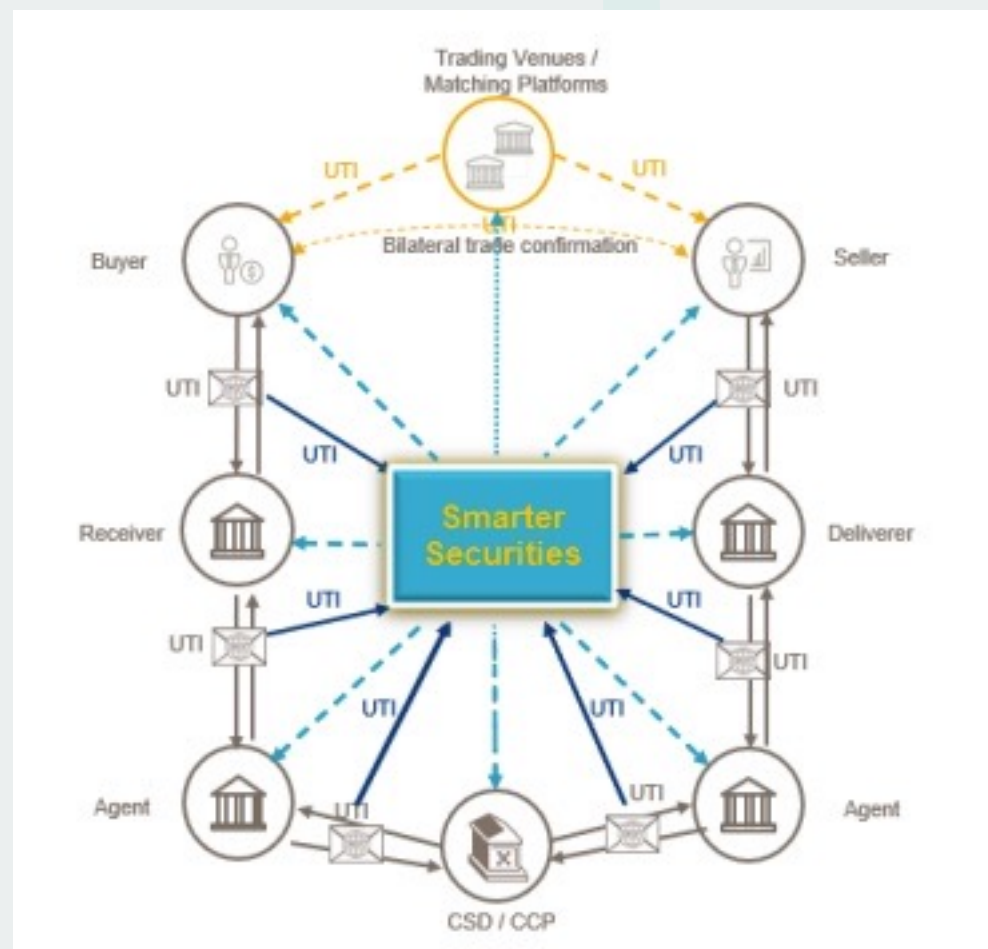 Trading Venues /
Matching Platforms
UTI
UTI
UTI
Bilateral trade confirmation
Buyer
Seller
UTI
UTI
UTI
UTI
Smarter
Securities
Receiver
Deliverer
UTI
UTI
UTI
UTI
UTI
UTI
UTI
UTI
Agent
Agent
CSD / CCP